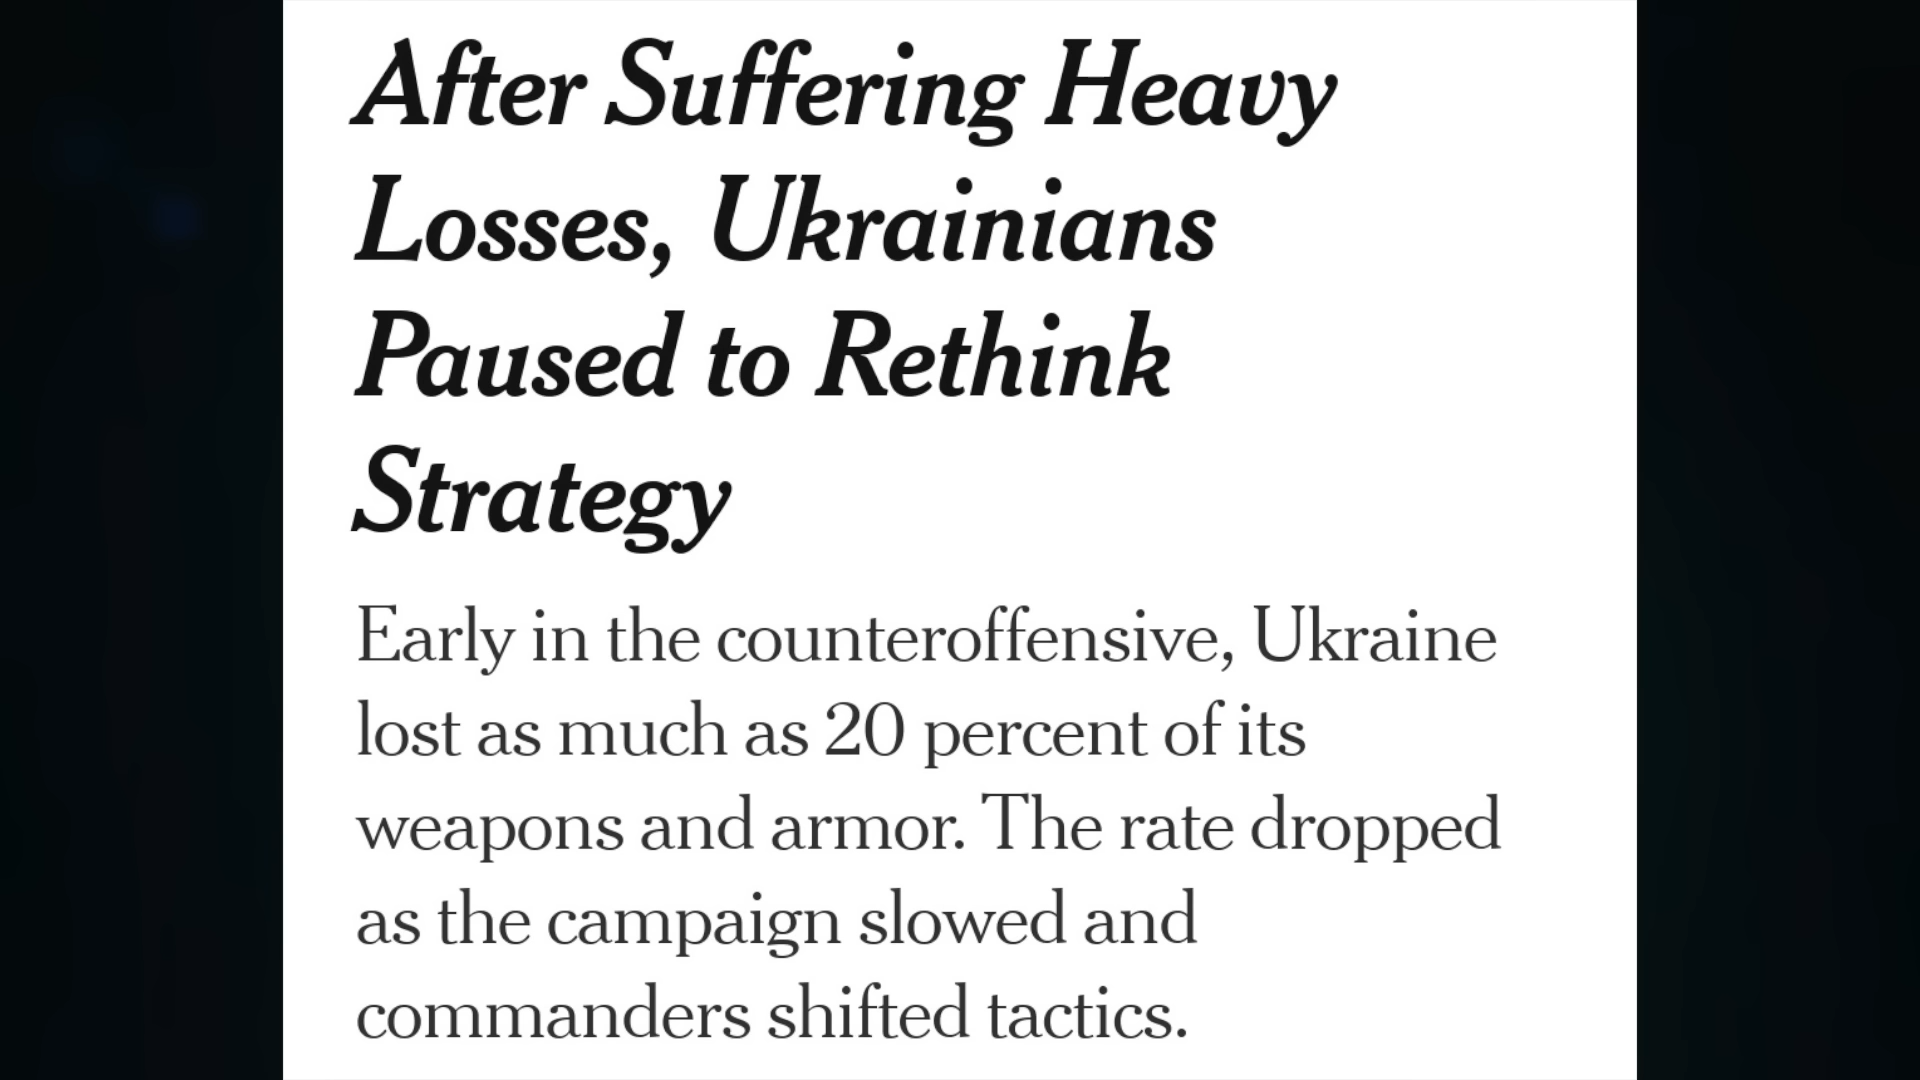 After Suffering Heavy
Losses, Ukrainians
Paused to Rethink
Strategy
Early in the counteroffensive, Ukraine
lost as much as 20 percent of its
weapons and armor. The rate dropped
as the campaign slowed and
commanders shifted tactics.